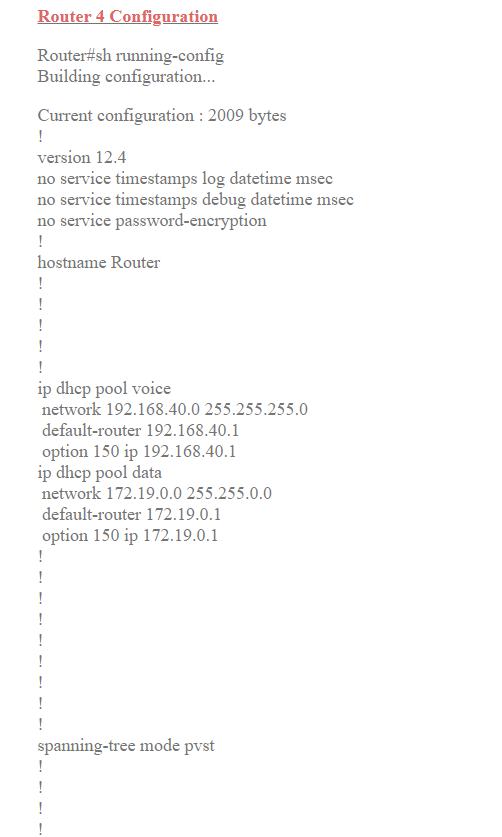 Router 4 Configuration
Router#sh running-config
Building configuration...
Current configuration : 2009 bytes
!
version 12.4
no service timestamps log datetime msec
no service timestamps debug datetime msec
no service password-encryption
!
hostname Router
!
!
!
!
!
ip dhcp pool voice
network 192.168.40.0 255.255.255.0
default-router 192.168.40.1
option 150 ip 192.168.40.1
ip dhcp pool data
network 172.19.0.0 255.255.0.0
default-router 172.19.0.1
option 150 ip 172.19.0.1
!
!
!
!
!
!
!
!
!
spanning-tree mode pvst
!
!
!
!